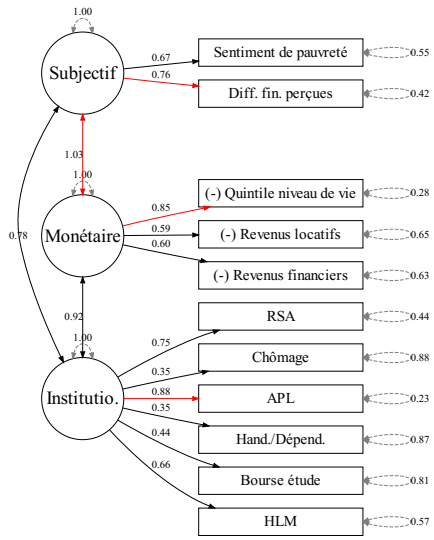 1.00
Subjectif
0.67
Sentiment de pauvreté
0.55
0.76
Diff. fin. perçues
0.42
1.03
1.00
Monétaire
0.85
(-) Quintile niveau de vie
0.28
0.59
(-) Revenus locatifs
0.65
0.60
(-) Revenus financiers
0.63
0.78
0.92
1.00
Institutio.
0.75
RSA
0.44
0.35
Chômage
0.88
0.88
APL
0.23
0.35
Hand./Dépend.
0.87
0.44
Bourse étude
0.81
0.66
HLM
0.57